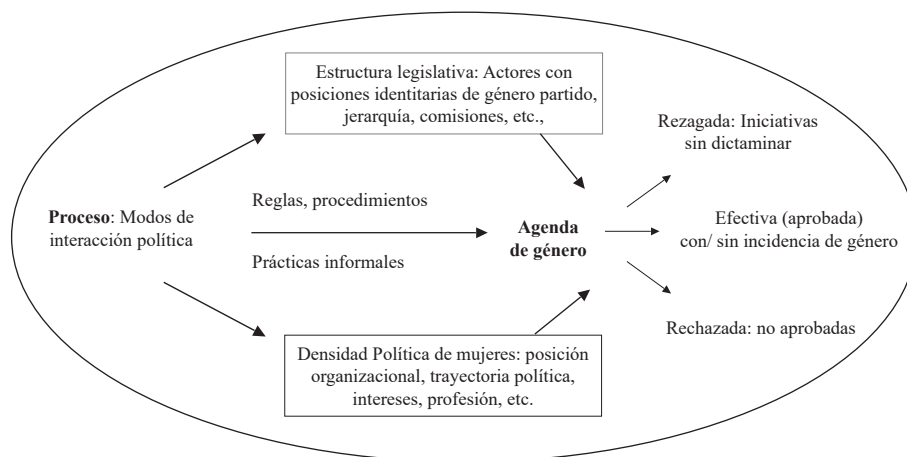 Estructura legislativa: Actores con
posiciones identitarias de género partido,
jerarquía, comisiones, etc.,
Rezagada: Iniciativas
sin dictaminar
Reglas, procedimientos
Proceso: Modos de
interacción política
Agenda
de género
Efectiva (aprobada)
con/ sin incidencia de género
Prácticas informales
Rechazada: no aprobadas
Densidad Política de mujeres: posición
organizacional, trayectoria política,
intereses, profesión, etc.